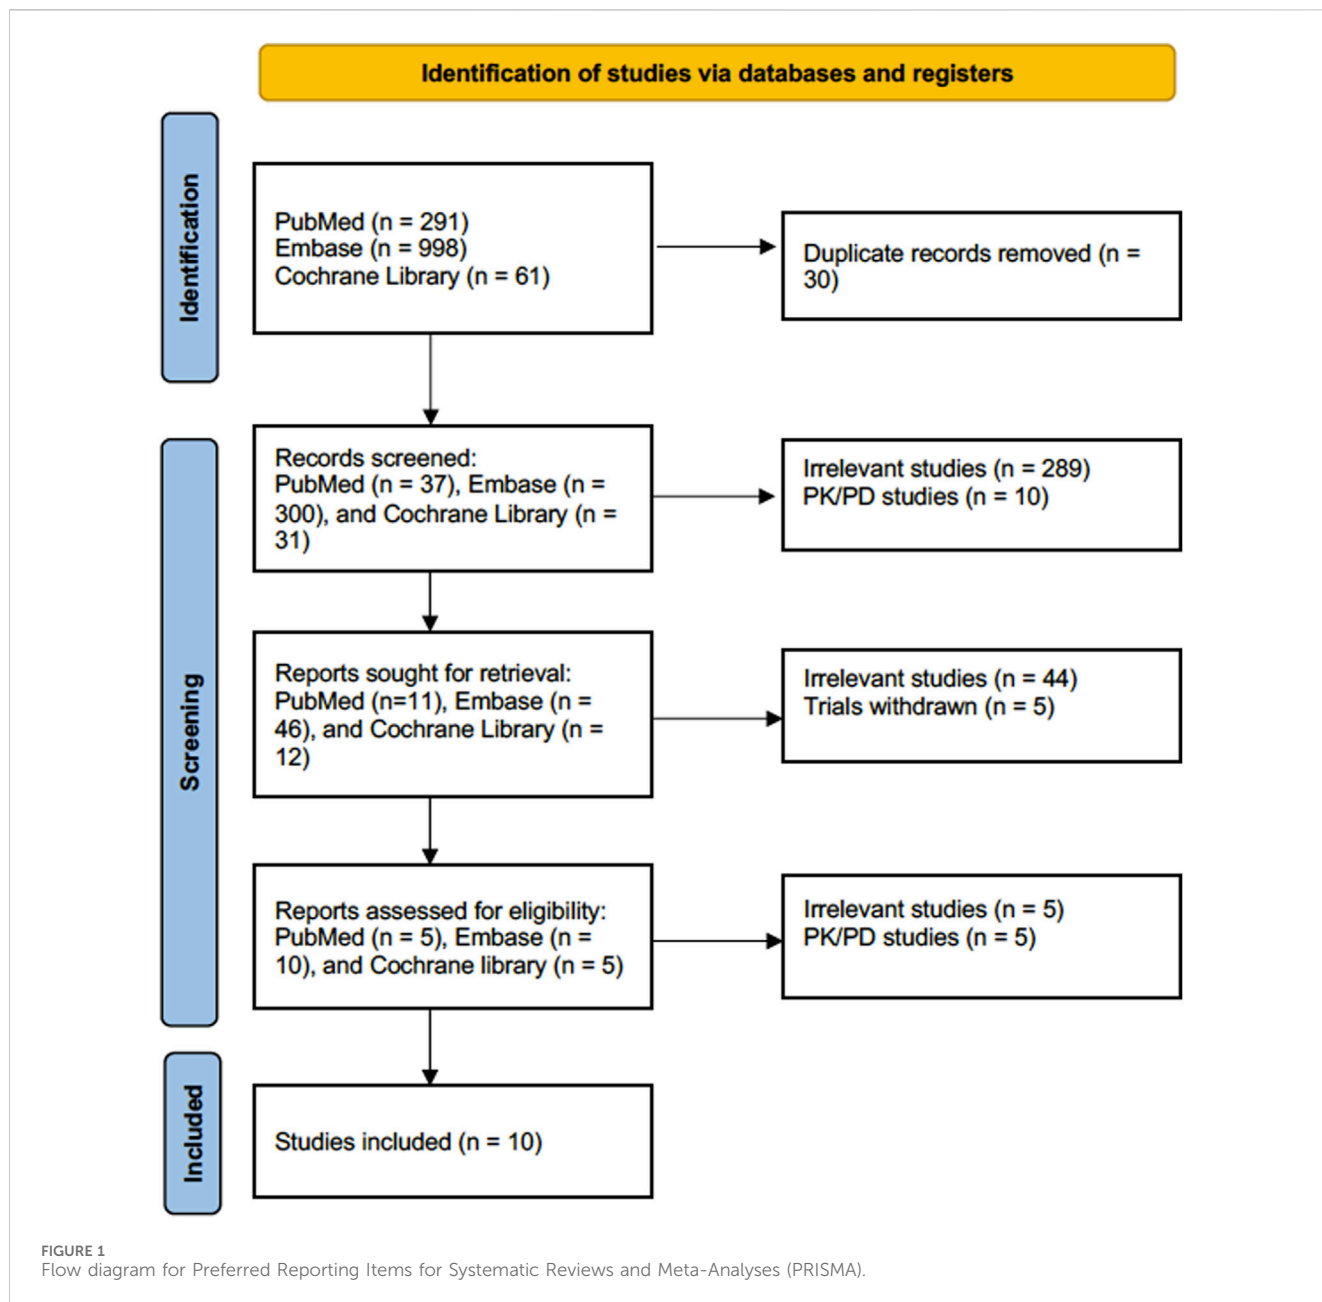 Identification of studies via databases and registers
Identification
PubMed (n = 291)
Embase (n = 998)
Cochrane Library (n = 61)
Duplicate records removed (n =
30)
Screening
Records screened:
PubMed (n = 37), Embase (n =
300), and Cochrane Library (n =
31)
Irrelevant studies (n = 289)
PK/PD studies (n = 10)
Reports sought for retrieval:
PubMed (n=11), Embase (n =
46), and Cochrane Library (n =
12)
Irrelevant studies (n = 44)
Trials withdrawn (n = 5)
Reports assessed for eligibility:
PubMed (n = 5), Embase (n =
10), and Cochrane library (n = 5)
Irrelevant studies (n = 5)
PK/PD studies (n = 5)
Included
Studies included (n = 10)
FIGURE 1
Flow diagram for Preferred Reporting Items for Systematic Reviews and Meta-Analyses (PRISMA).